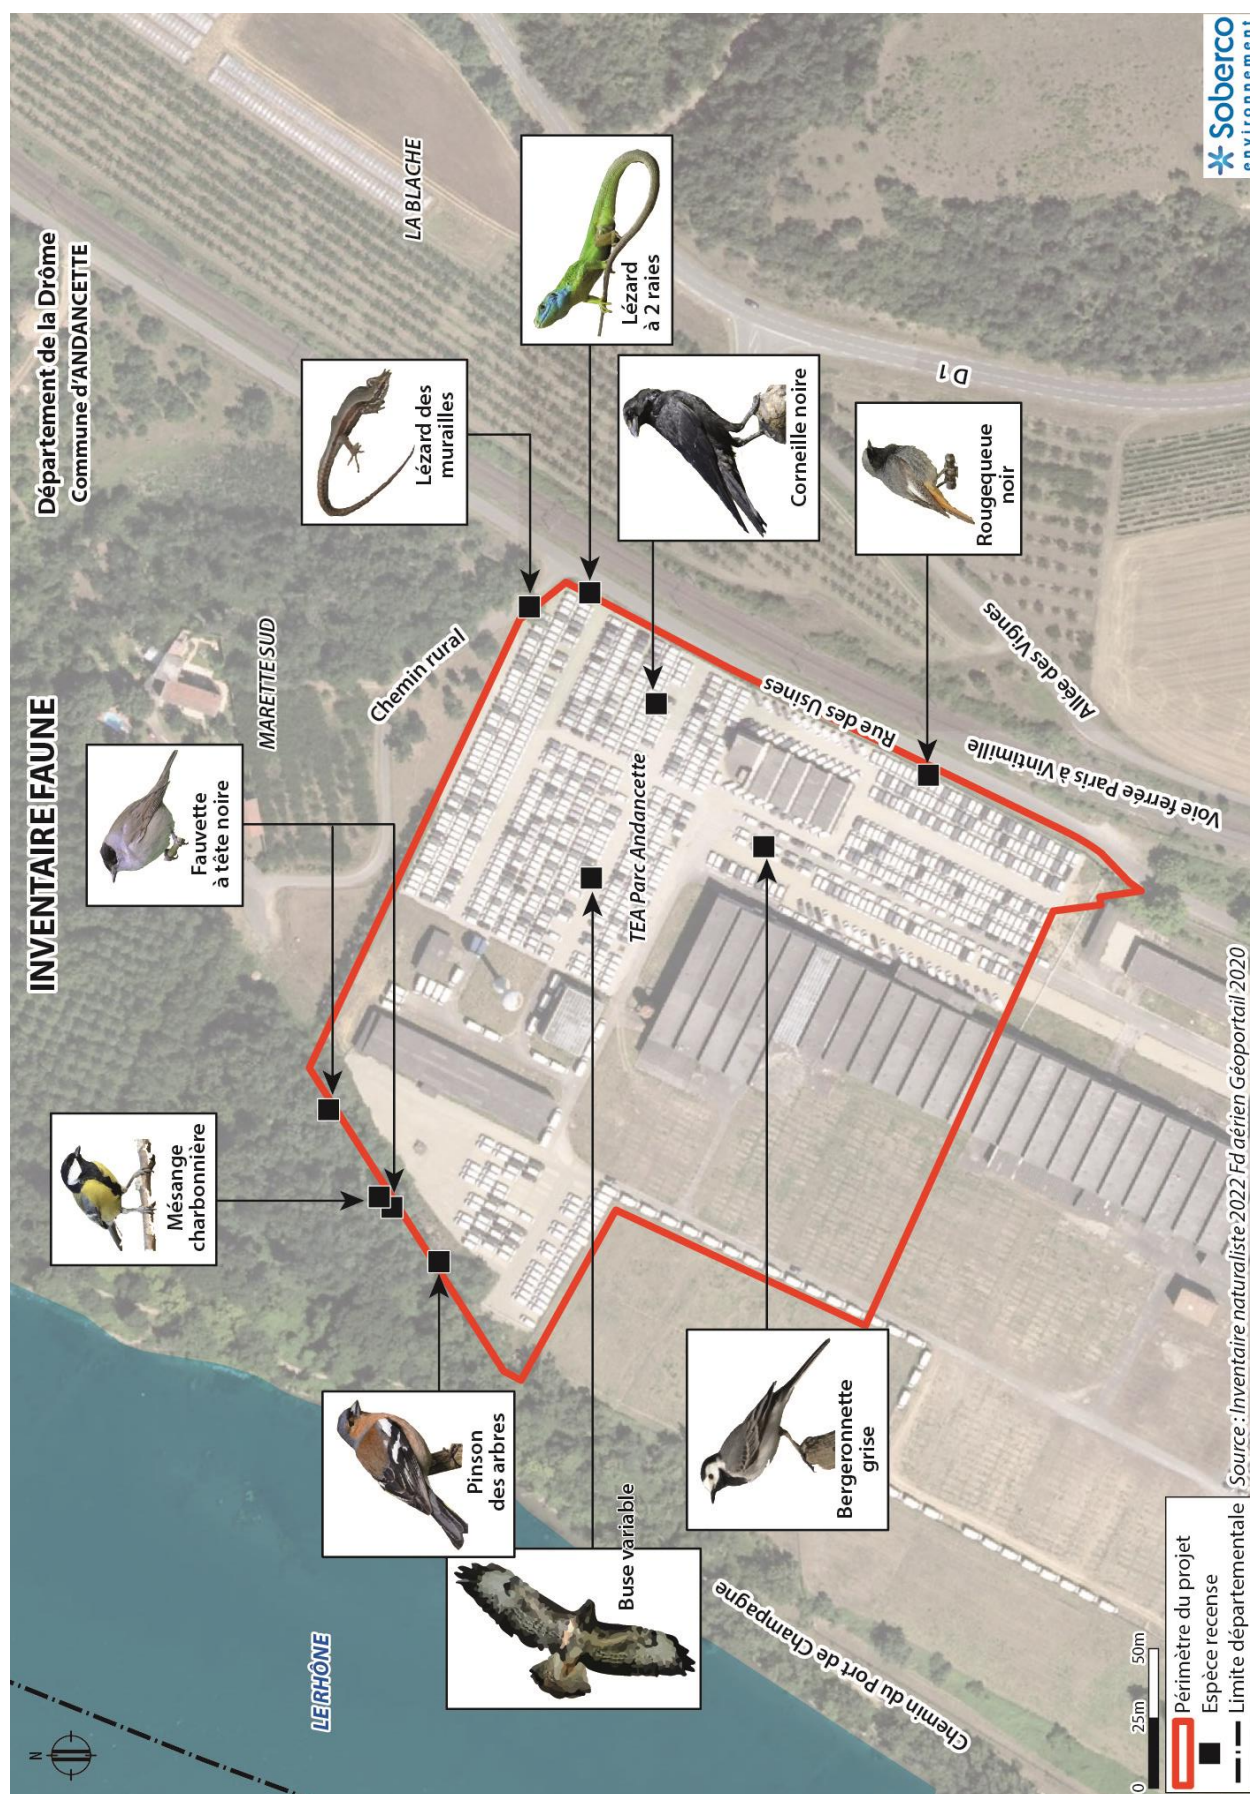 INVENTAIRE FAUNE
Département de la Drôme
Commune d'ANDANCETTE
N
LE RHÔNE
Mésange
charbonnière
Fauvette
à tête noire
MARETTE SUD
Chemin rural
Lézard des
murailles
LA BLACHE
Lézard
à 2 raies
Pinson
des arbres
Buse variable
TEA Parc Andancette
Corneille noire
Rue des Usines
D 1
Bergeronnette
grise
Rougequeue
noir
Voie ferrée Paris à Vintimille
Allée des Vignes
Chemin du Port de Champagne
0 25m 50m
Périmètre du projet
Espèce recense
Limite départementale
Source : Inventaire naturaliste 2022 Fd aérien Géoportail 2020
Soberco
environnement